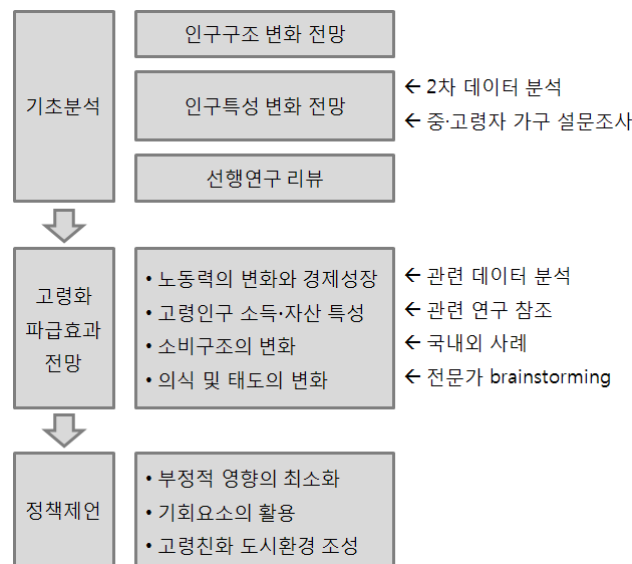 기초분석
인구구조 변화 전망
인구특성 변화 전망
← 2차 데이터 분석
← 중·고령자 가구 설문조사
선행연구 리뷰
고령화
파급효과
전망
• 노동력의 변화와 경제성장
• 고령인구 소득·자산 특성
• 소비구조의 변화
• 의식 및 태도의 변화
← 관련 데이터 분석
← 관련 연구 참조
← 국내외 사례
← 전문가 brainstorming
정책제언
• 부정적 영향의 최소화
• 기회요소의 활용
• 고령친화 도시환경 조성